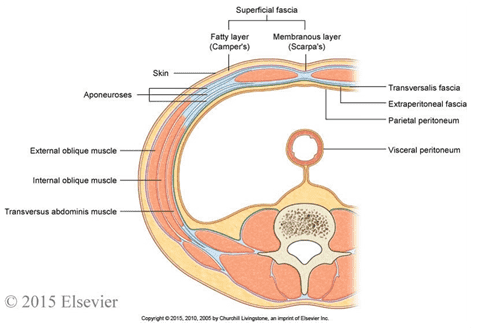 Superficial fascia
Fatty layer
(Camper's)
Membranous layer
(Scarpa's)
Skin
Aponeuroses
External oblique muscle
Internal oblique muscle
Transversus abdominis muscle
Transversalis fascia
Extraperitoneal fascia
Parietal peritoneum
Visceral peritoneum
© 2015 Elsevier
Copyright © 2015, 2010, 2005 by Churchill Livingstone, an imprint of Elsevier Inc.